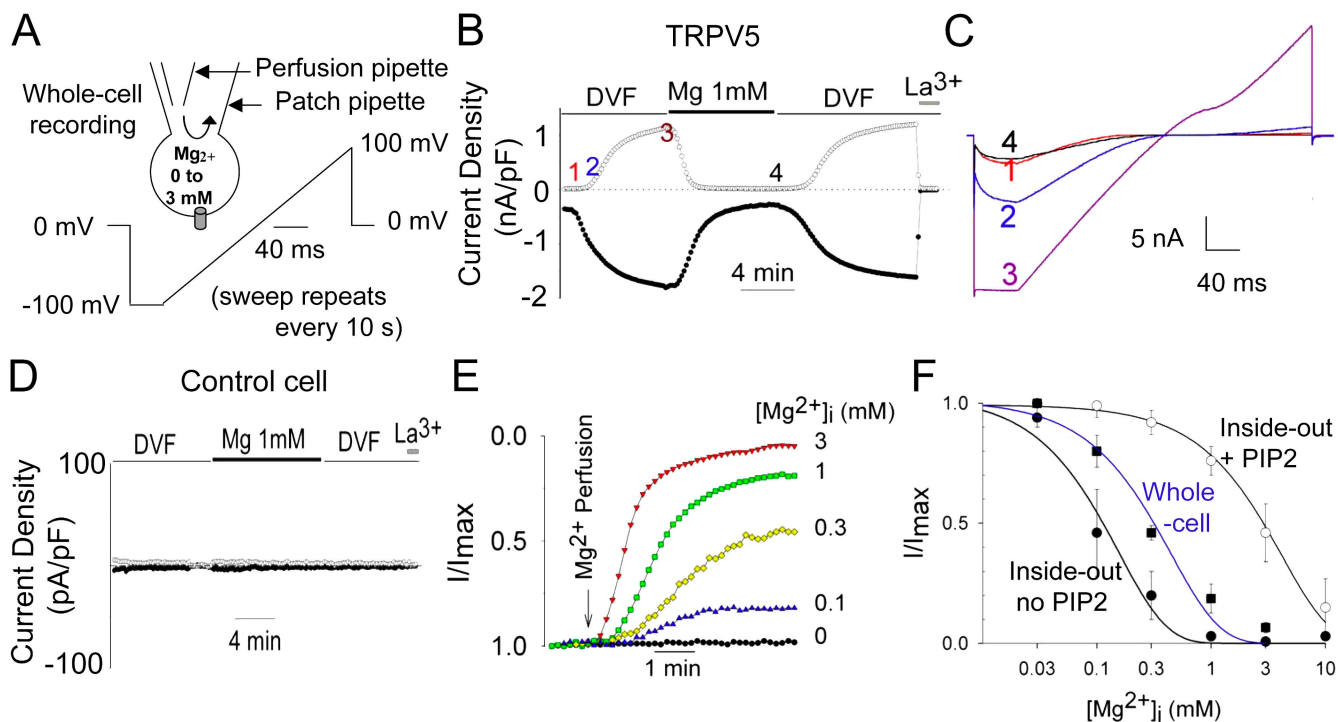 A
Whole-cell
recording
Perfusion pipette
Patch pipette
Mg2+
0 to
3 mM
100 mV
0 mV
0 mV
40 ms
-100 mV
(sweep repeats
every 10 s)
B
TRPV5
DVF
Mg 1mM
DVF
La3+
Current Density
(nA/pF)
1
0
-1
-2
1
2
3
4
4 min
C
4
1
2
3
5 nA
40 ms
D
Control cell
DVF
Mg 1mM
DVF
La3+
Current Density
(pA/pF)
100
-100
4 min
E
[Mg2+]i (mM)
I/Imax
0.0
0.5
1.0
Mg2+ Perfusion
3
1
0.3
0.1
0
1 min
F
I/Imax
1.0
0.5
0.0
Inside-out
+ PIP2
Whole
-cell
Inside-out
no PIP2
0.03
0.1
0.3
1
3
10
[Mg2+]i (mM)